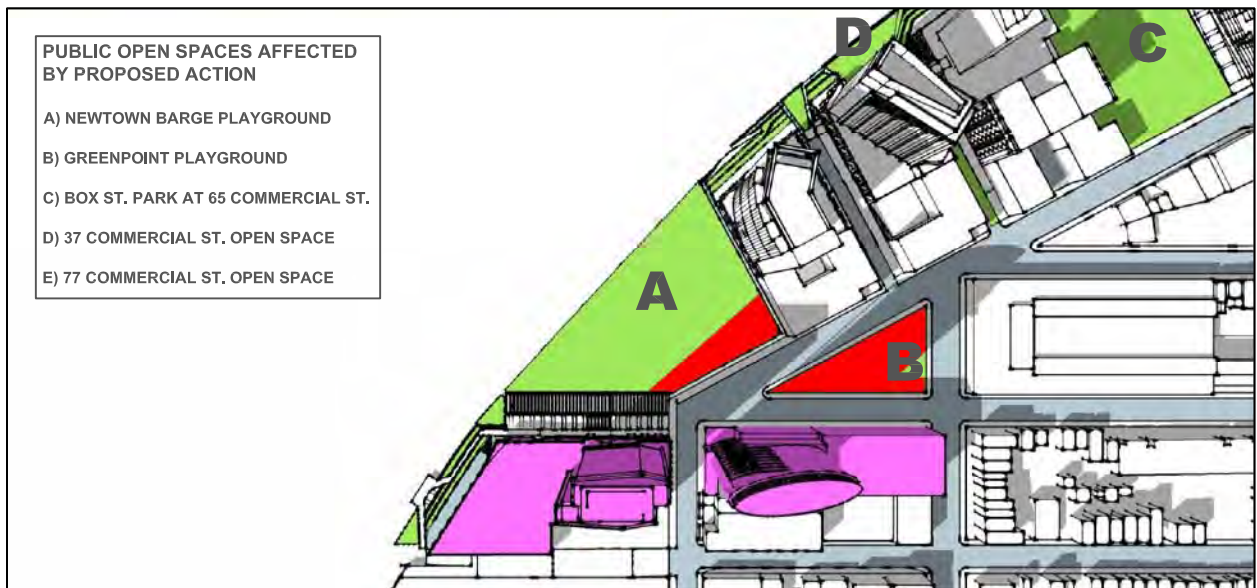 PUBLIC OPEN SPACES AFFECTED
BY PROPOSED ACTION
A) NEWTOWN BARGE PLAYGROUND
B) GREENPOINT PLAYGROUND
C) BOX ST. PARK AT 65 COMMERCIAL ST.
D) 37 COMMERCIAL ST. OPEN SPACE
E) 77 COMMERCIAL ST. OPEN SPACE
D
C
A
B